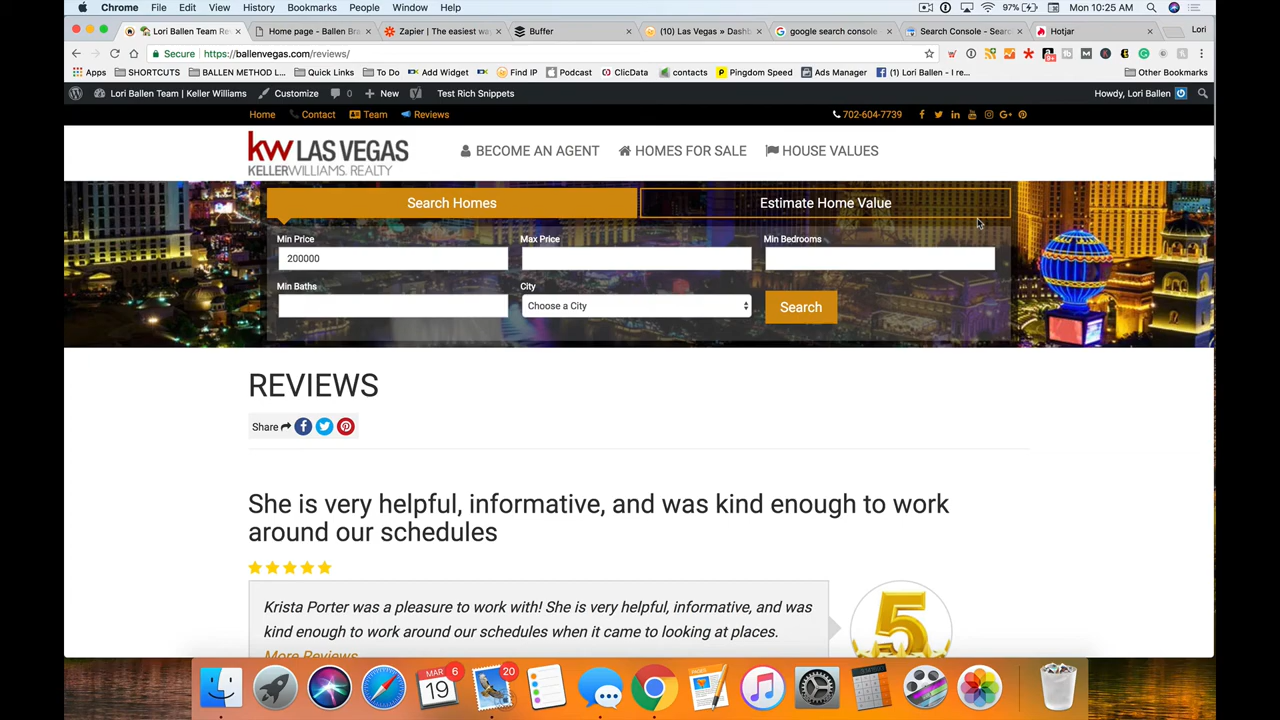 Chrome File Edit View History Bookmarks People Window Help 97% Mon 10:25 AM
Lori Ballen Team Re Home page - Ballen Bra Zapier | The easiest wa Buffer (10) Las Vegas » Dashb google search console Search Console - Sear Hotjar Lori
Secure https://ballenvegas.com/reviews/
Apps SHORTCUTS BALLEN METHOD L... Quick Links To Do Add Widget Find IP Podcast ClicData contacts Pingdom Speed Ads Manager (1) Lori Ballen - I re... Other Bookmarks
Lori Ballen Team | Keller Williams Customize 0 New Test Rich Snippets Howdy, Lori Ballen
Home Contact Team Reviews 702-604-7739
kw LAS VEGAS
KELLERWILLIAMS. REALTY
BECOME AN AGENT HOMES FOR SALE HOUSE VALUES
Search Homes Estimate Home Value
Min Price Max Price Min Bedrooms
200000
Min Baths City
Choose a City Search
REVIEWS
Share
She is very helpful, informative, and was kind enough to work
around our schedules
Krista Porter was a pleasure to work with! She is very helpful, informative, and was
kind enough to work around our schedules when it came to looking at places.
More Reviews
5
MAR 6 20
19